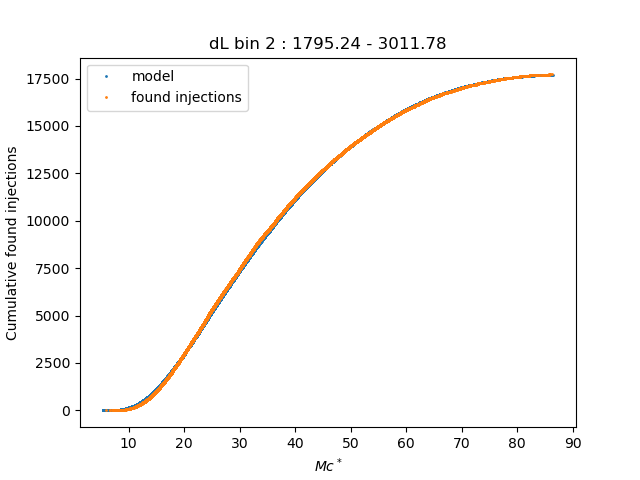 dL bin 2 : 1795.24 - 3011.78
model
found injections
17500
15000
12500
10000
7500
5000
2500
0
Cumulative found injections
10 20 30 40 50 60 70 80 90
Mc*